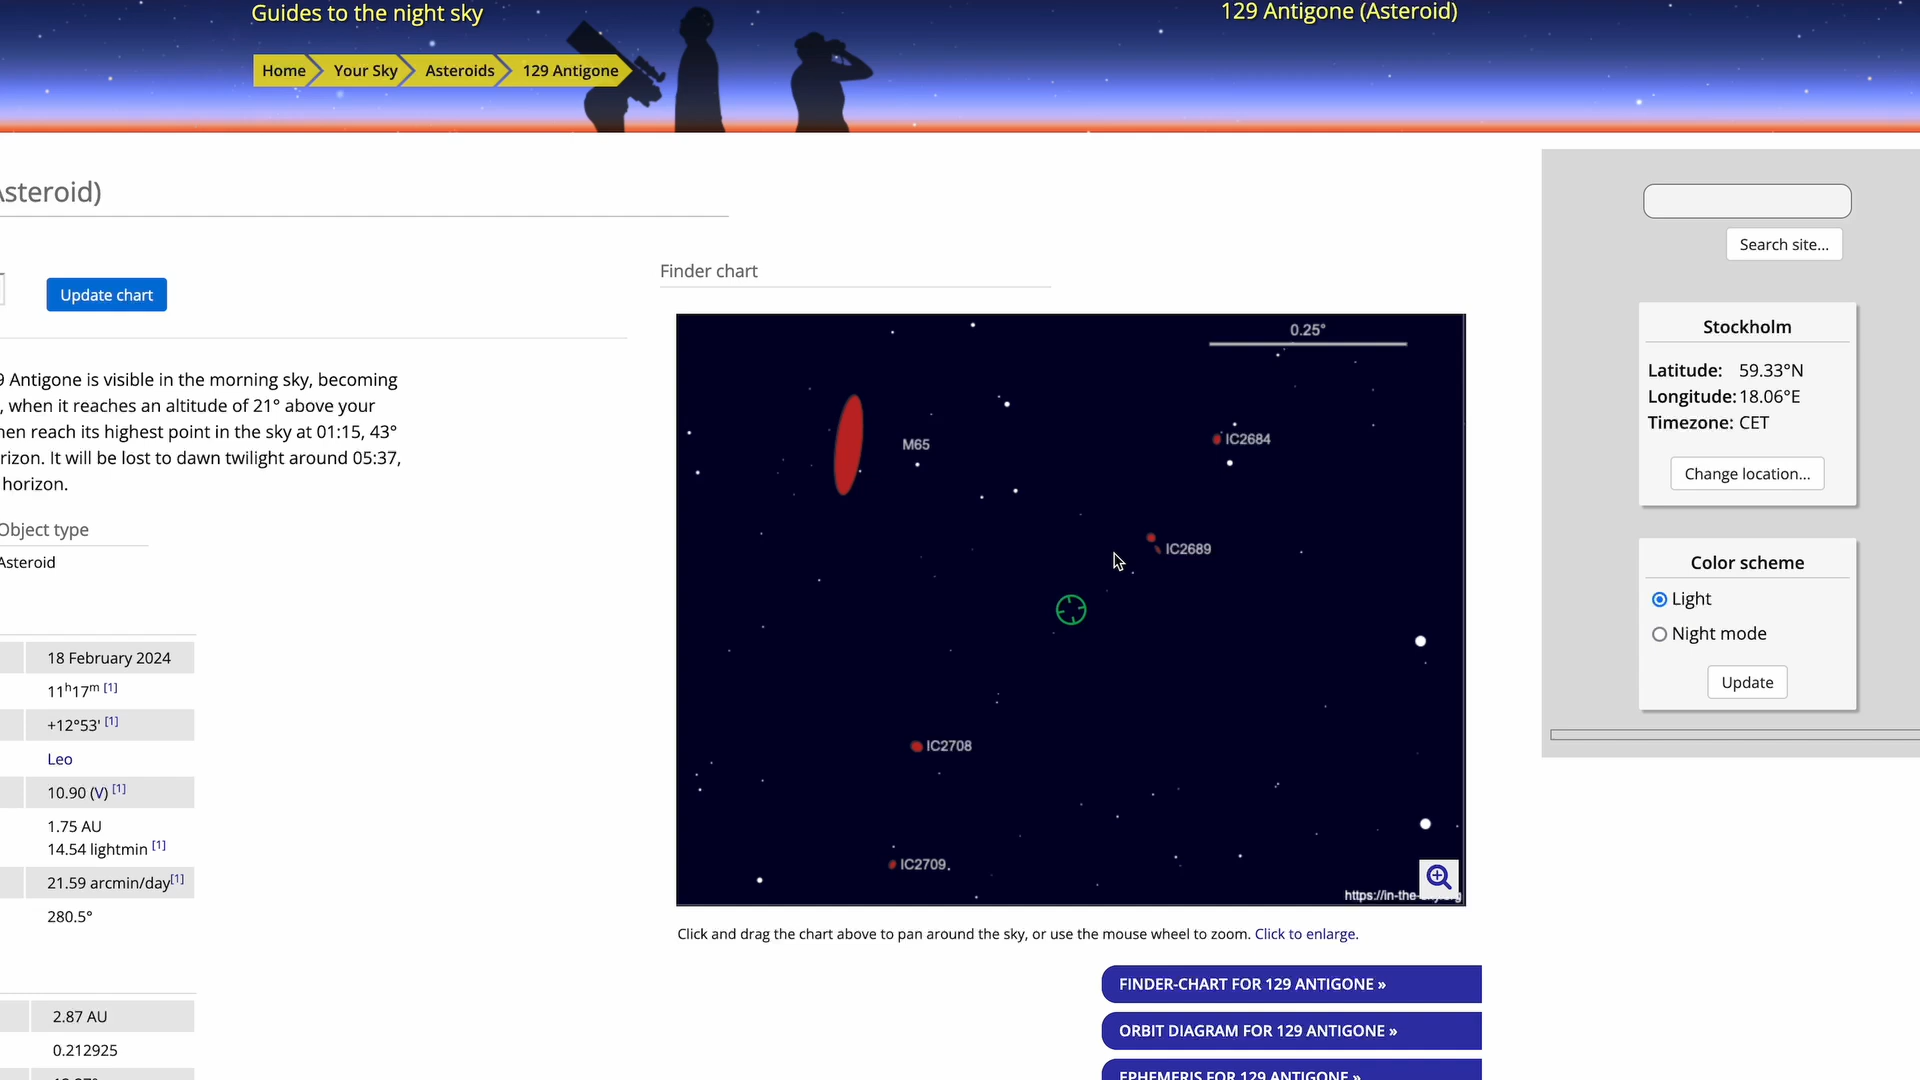 Guides to the night sky
129 Antigone (Asteroid)
Home
Your Sky
Asteroids
129 Antigone
Asteroid)
Update chart
Finder chart
9 Antigone is visible in the morning sky, becoming
, when it reaches an altitude of 21° above your
hen reach its highest point in the sky at 01:15, 43°
rizon. It will be lost to dawn twilight around 05:37,
horizon.
Object type
Asteroid
18 February 2024
11h17m [1]
+12°53' [1]
Leo
10.90 (V) [1]
1.75 AU
14.54 lightmin [1]
21.59 arcmin/day[1]
280.5°
2.87 AU
0.212925
0.25°
M65
IC2684
IC2689
IC2708
IC2709
Click and drag the chart above to pan around the sky, or use the mouse wheel to zoom. Click to enlarge.
FINDER-CHART FOR 129 ANTIGONE »
ORBIT DIAGRAM FOR 129 ANTIGONE »
EPHEMERIS FOR 129 ANTIGONE »
Search site...
Stockholm
Latitude: 59.33°N
Longitude: 18.06°E
Timezone: CET
Change location...
Color scheme
Light
Night mode
Update